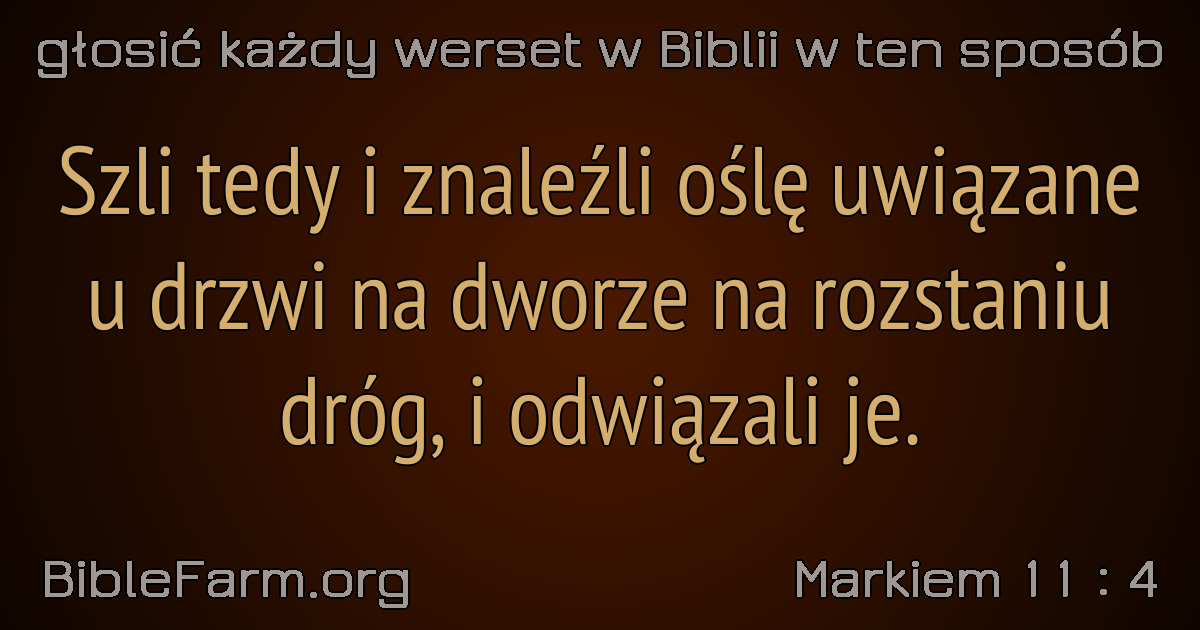 głosić każdy werset w Biblii w ten sposób
Szli tedy i znaleźli oślę uwiązane
u drzwi na dworze na rozstaniu
dróg, i odwiązali je.
BibleFarm.org
Markiem 11 : 4